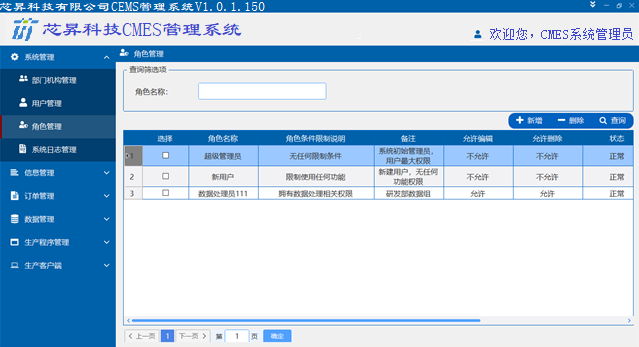 芯昇科技有限公司CEMS管理系统V1.0.1.150
芯昇科技CMES管理系统
欢迎您，CMES系统管理员
系统管理
部门机构管理
用户管理
角色管理
系统日志管理
信息管理
订单管理
数据管理
生产程序管理
生产客户端
角色管理
查询筛选项
角色名称:
新增 删除 查询
选择 角色名称 角色条件限制说明 备注 允许编辑 允许删除 状态
1 超级管理员 无任何限制条件 系统初始管理员，用户最大权限 不允许 不允许 正常
2 新用户 限制使用任何功能 新建用户，无任何功能权限 不允许 不允许 正常
3 数据处理员111 拥有数据处理相关权限 研发部数据组 允许 允许 正常
上一页 1 下一页 第 1 页 确定